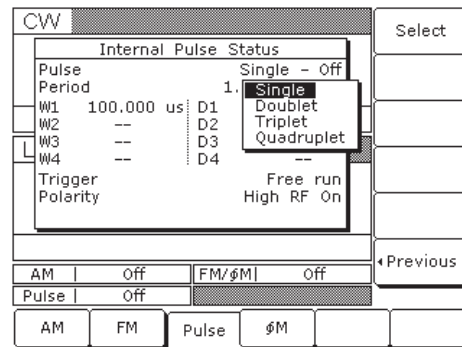 CW
Select
Internal Pulse Status
Pulse Single - Off
Period 1.
Single
Doublet
Triplet
Quadruplet
W1 100.000 us D1
W2 -- D2
W3 -- D3
W4 -- D4 --
Trigger Free run
Polarity High RF On
L
◂Previous
AM Off FM/ϕM Off
Pulse Off
AM FM Pulse ϕM